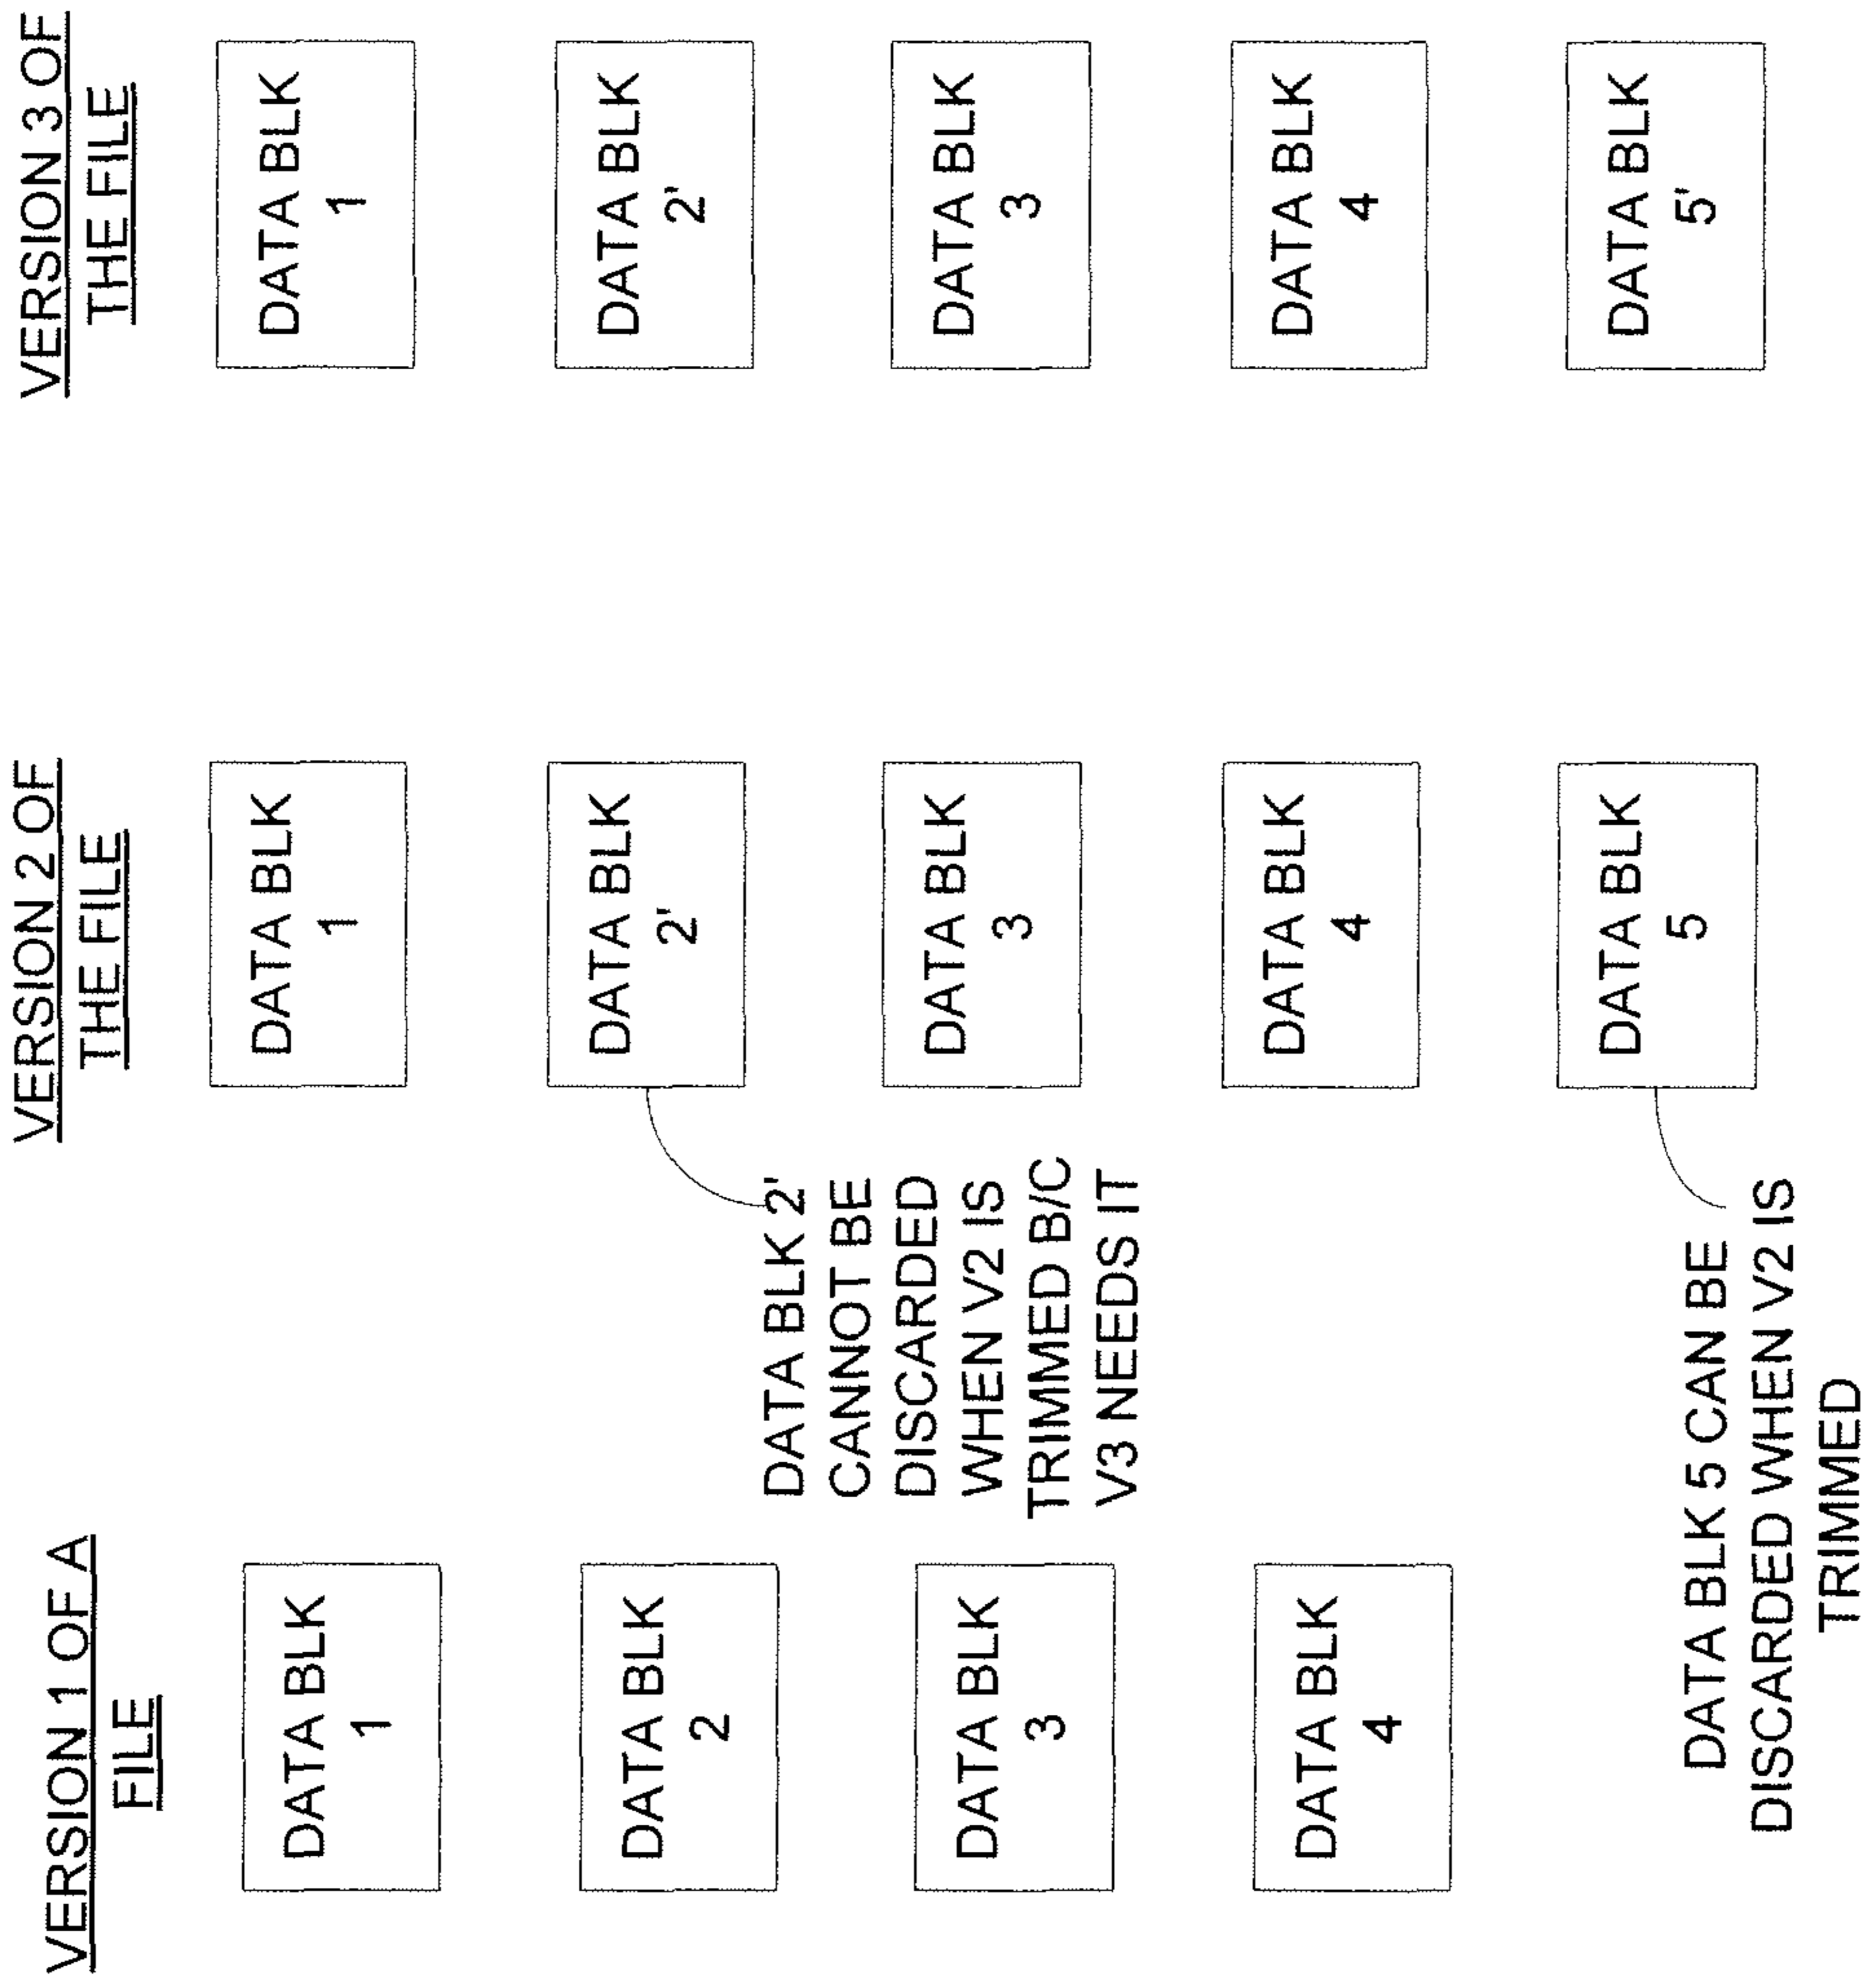 VERSION 1 OF A
FILE
DATA BLK
1
DATA BLK
2
DATA BLK
3
DATA BLK
4
VERSION 2 OF
THE FILE
DATA BLK
1
DATA BLK
2'
DATA BLK
3
DATA BLK
4
DATA BLK
5
DATA BLK 2'
CANNOT BE
DISCARDED
WHEN V2 IS
TRIMMED B/C
V3 NEEDS IT
DATA BLK 5 CAN BE
DISCARDED WHEN V2 IS
TRIMMED
VERSION 3 OF
THE FILE
DATA BLK
1
DATA BLK
2'
DATA BLK
3
DATA BLK
4
DATA BLK
5'